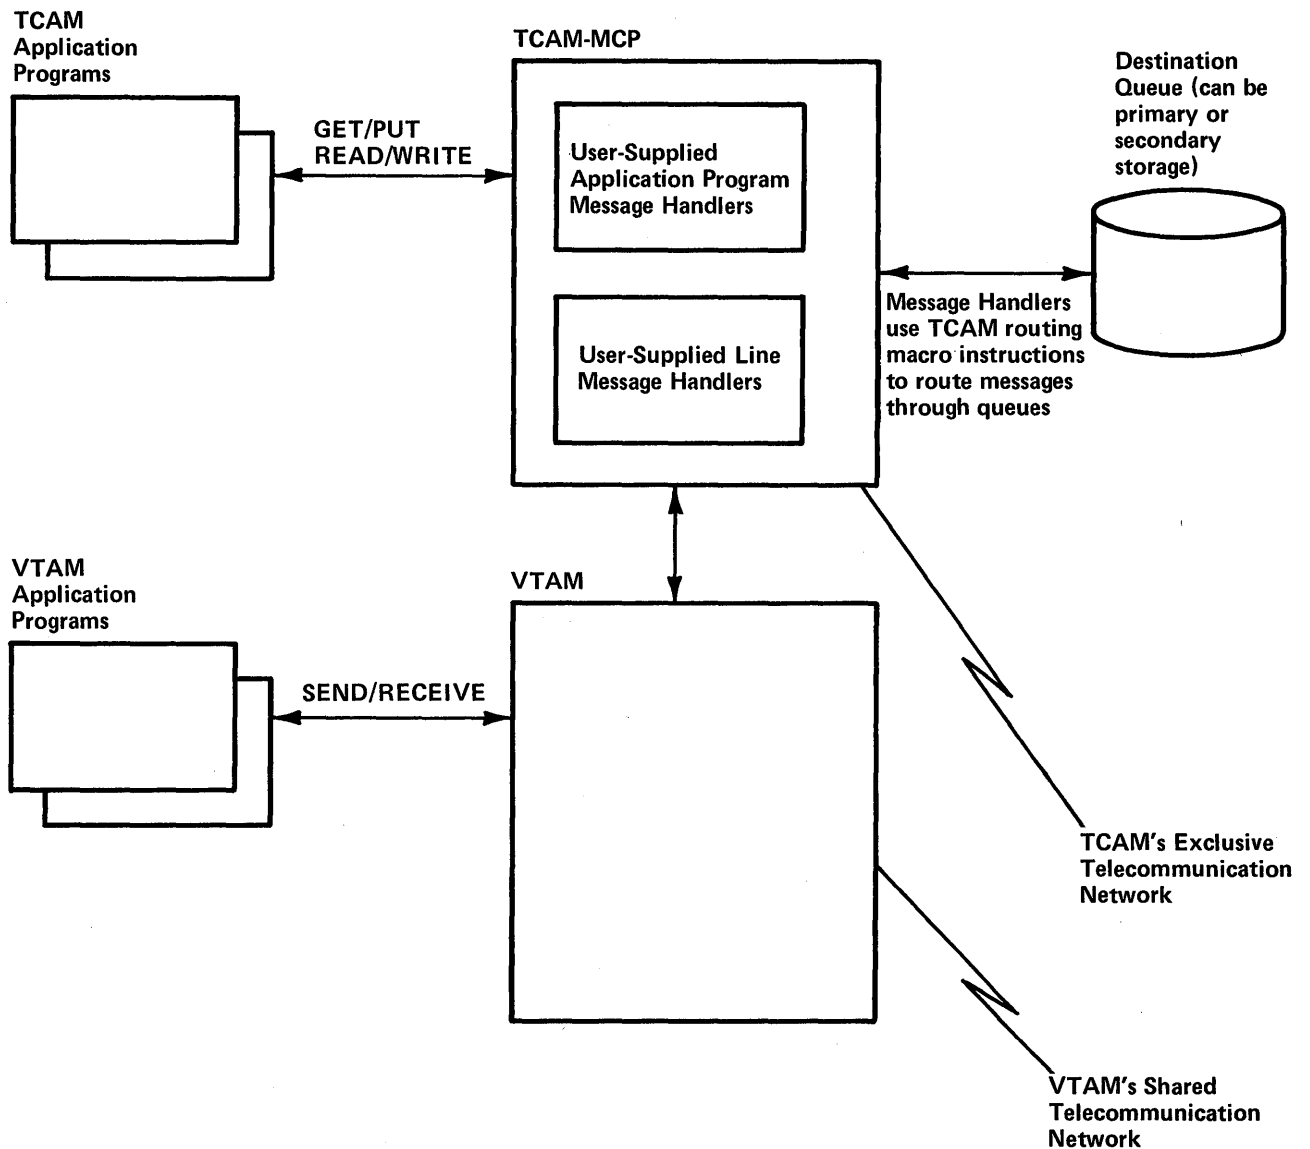 TCAM
Application
Programs
TCAM-MCP
Destination
Queue (can be
primary or
secondary
storage)
GET/PUT
READ/WRITE
User-Supplied
Application Program
Message Handlers
Message Handlers
use TCAM routing
macro instructions
to route messages
through queues
User-Supplied Line
Message Handlers
VTAM
Application
Programs
VTAM
SEND/RECEIVE
TCAM's Exclusive
Telecommunication
Network
VTAM's Shared
Telecommunication
Network